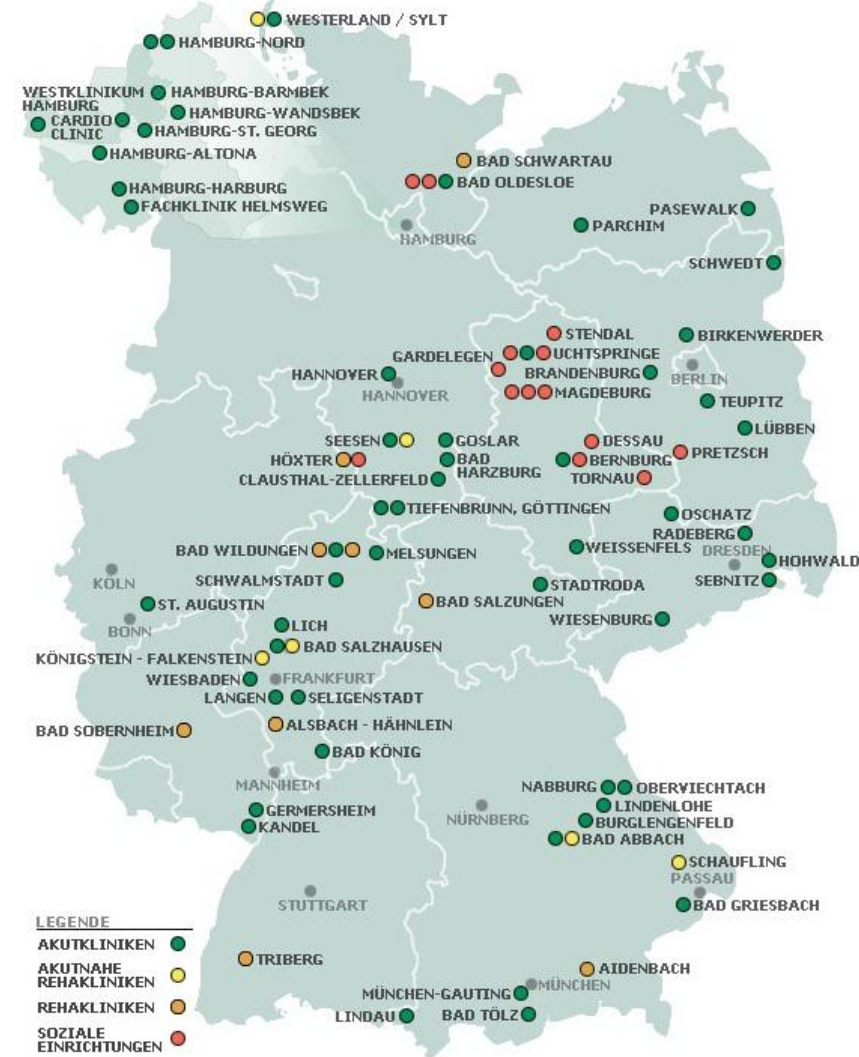 WESTERLAND / SYLT
HAMBURG-NORD
WESTKLINIKUM
HAMBURG
HAMBURG-BARMBEK
CARDIO
CLINIC
HAMBURG-WANDSBEK
HAMBURG-ST. GEORG
HAMBURG-ALTONA
BAD SCHWARTAU
BAD OLDESLOE
HAMBURG-HARBURG
FACHKLINIK HELMSWEG
PASEWALK
PARCHIM
HAMBURG
SCHWEDT
STENDAL
BIRKENWERDER
GARDELEGEN
UCHTSPRINGE
HANNOVER
BRANDENBURG
BERLIN
HANNOVER
MAGDEBURG
TEUPITZ
LÜBBEN
SEESEN
GOSLAR
DESSAU
PRETZSCH
HÖXTER
BAD
HARZBURG
BERNBURG
CLAUSTHAL-ZELLERFELD
TORNAU
TIEFENBRUNN, GÖTTINGEN
OSCHATZ
RADEBERG
BAD WILDUNGEN
MELSUNGEN
WEISSENFELS
DRESDEN
HOHWALD
KÖLN
SCHWALMSTADT
STADTRODA
SEBNITZ
ST. AUGUSTIN
BAD SALZUNGEN
WIESENBURG
BONN
LICH
BAD SALZHAUSEN
KÖNIGSTEIN - FALKENSTEIN
WIESBADEN
FRANKFURT
LANGEN
SELIGENSTADT
BAD SOBERNHEIM
ALSBACH - HÄHNLEIN
BAD KÖNIG
MANNHEIM
NABBURG
OBERVIECHTACH
GERMERSHEIM
NÜRNBERG
LINDENLOHE
KANDEL
BURGLENGENFELD
BAD ABBACH
SCHAUFLING
PASSAU
STUTTGART
BAD GRIESBACH
LEGENDE
AKUTKLINIKEN
TRIBERG
AKUTNAHE
REHAKLINIKEN
AIDENBACH
MÜNCHEN
MÜNCHEN-GAUTING
REHAKLINIKEN
LINDAU
BAD TÖLZ
SOZIALE
EINRICHTUNGEN